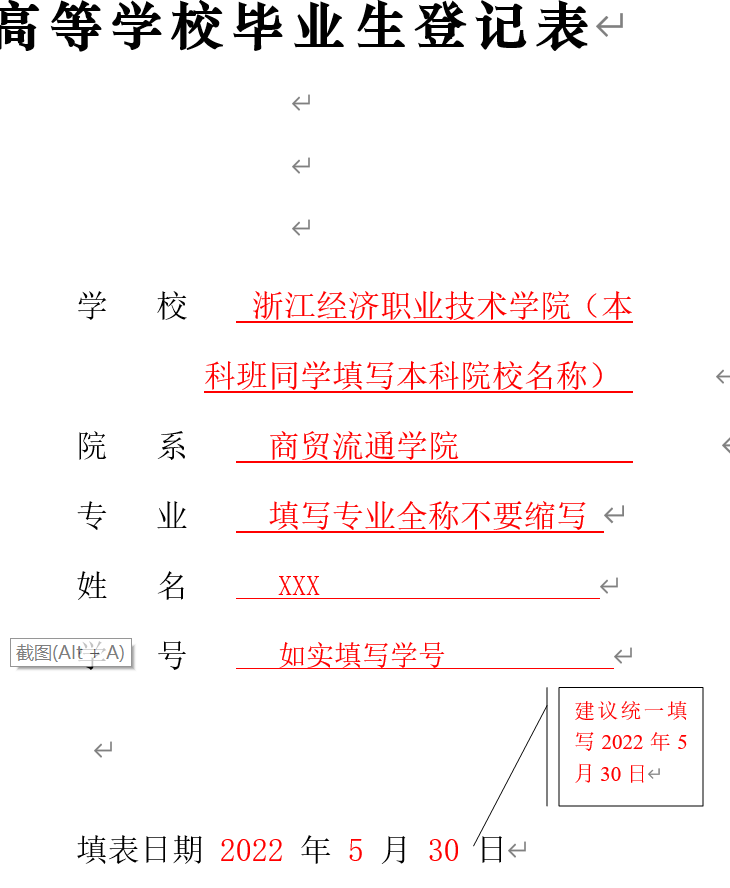 高等学校毕业生登记表
学 校 浙江经济职业技术学院（本
科班同学填写本科院校名称）
院 系 商贸流通学院
专 业 填写专业全称不要缩写
姓 名 XXX
学 号 如实填写学号
截图(Alt + A)
建议统一填
写 2022 年 5
月 30 日
填表日期 2022 年 5 月 30 日